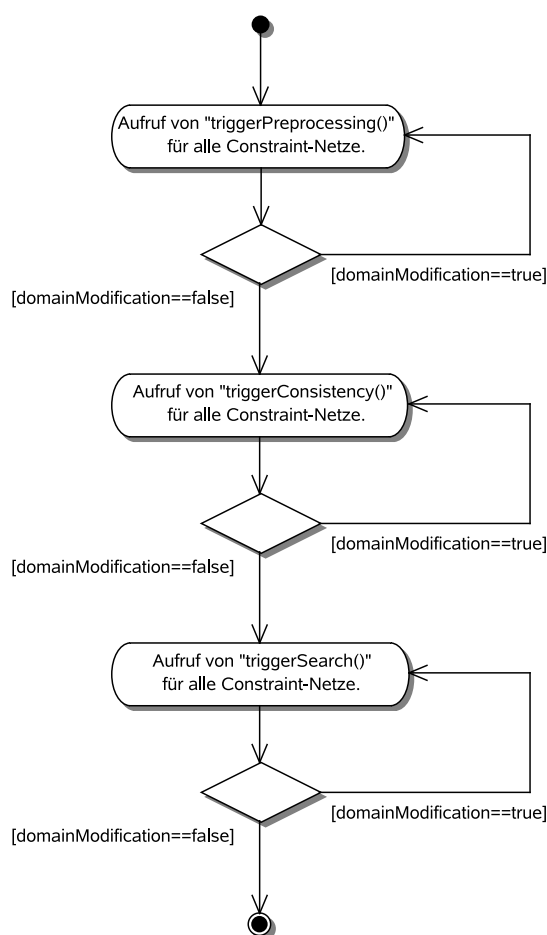 Aufruf von "triggerPreprocessing()"
für alle Constraint-Netze.
[domainModification==true]
[domainModification==false]
Aufruf von "triggerConsistency()"
für alle Constraint-Netze.
[domainModification==true]
[domainModification==false]
Aufruf von "triggerSearch()"
für alle Constraint-Netze.
[domainModification==true]
[domainModification==false]